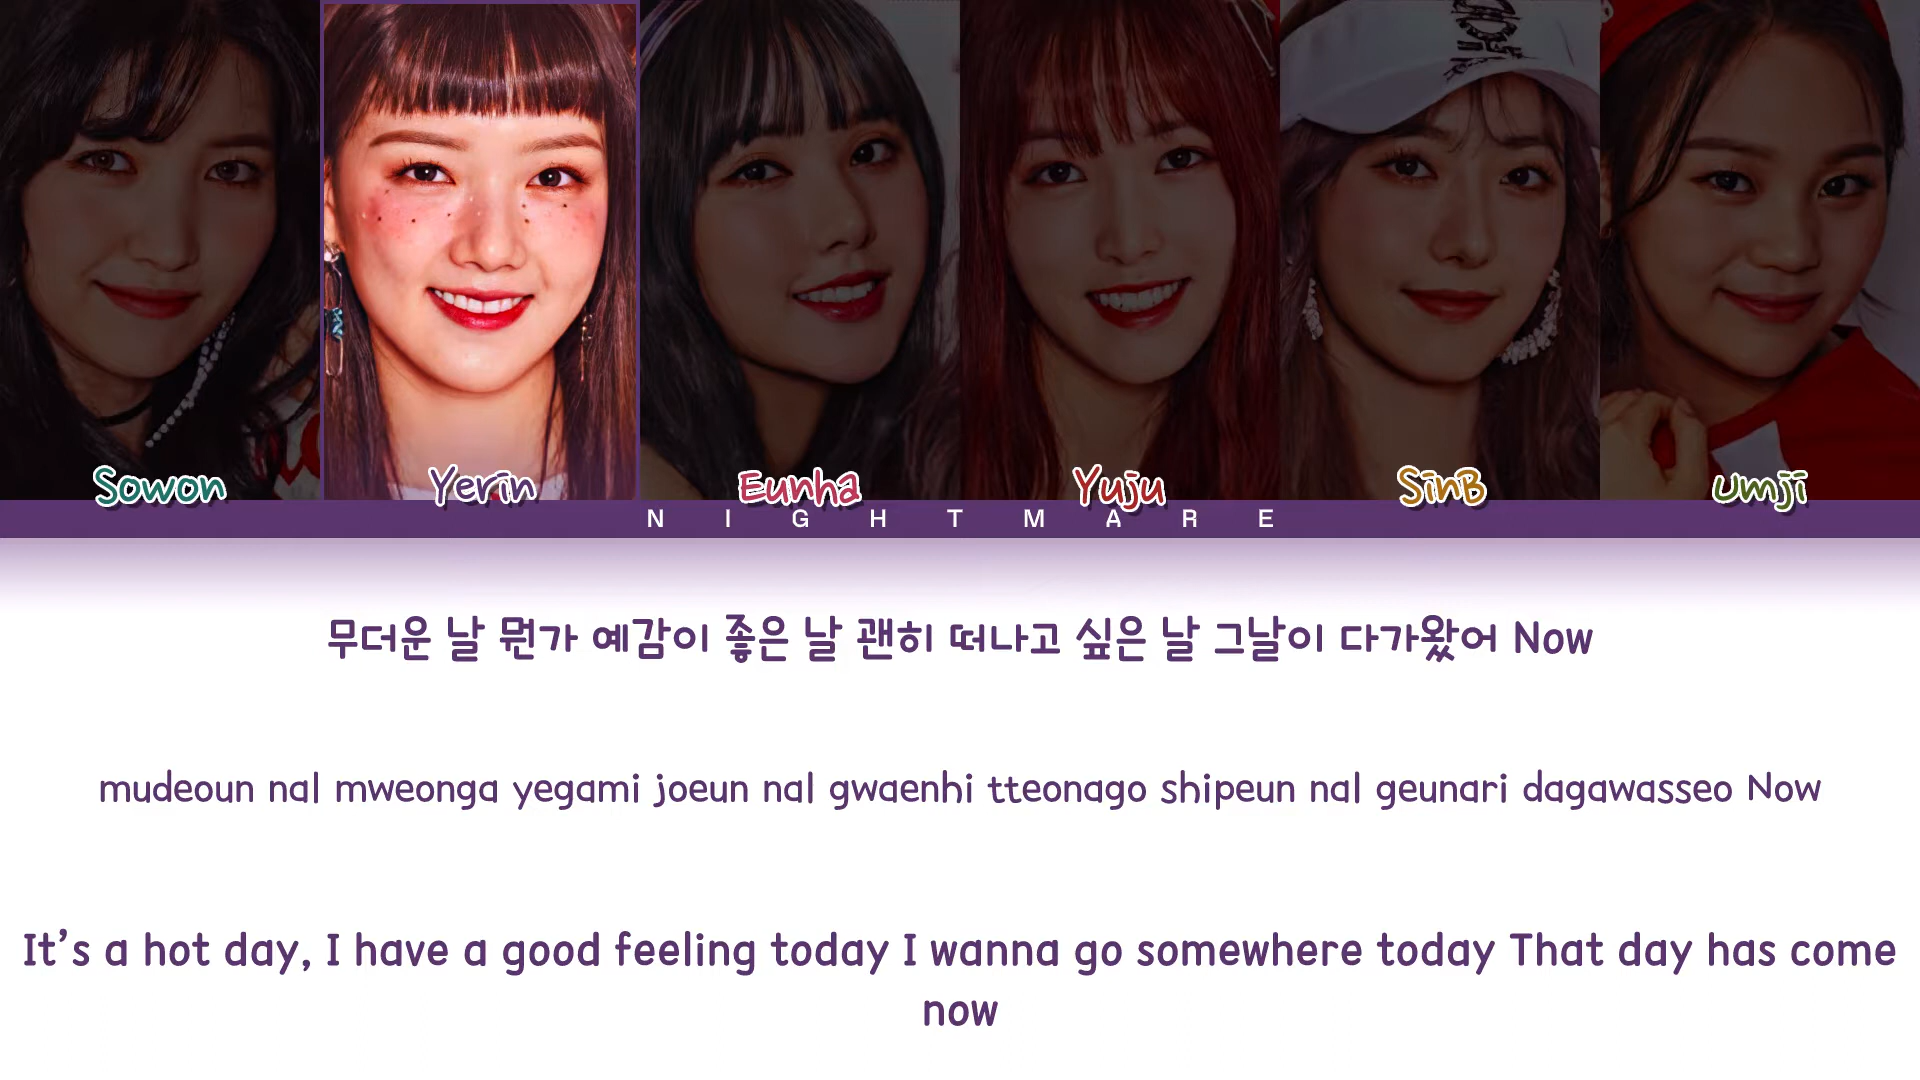 Sowon
Yerin
Eunha
Yuju
SinB
Umji
NIGHTMARE
무더운 날 뭔가 예감이 좋은 날 괜히 떠나고 싶은 날 그날이 다가왔어 Now
mudeoun nal mweonga yegami joeun nal gwaenhi tteonago shipeun nal geunari dagawasseo Now
It's a hot day, I have a good feeling today I wanna go somewhere today That day has come
now